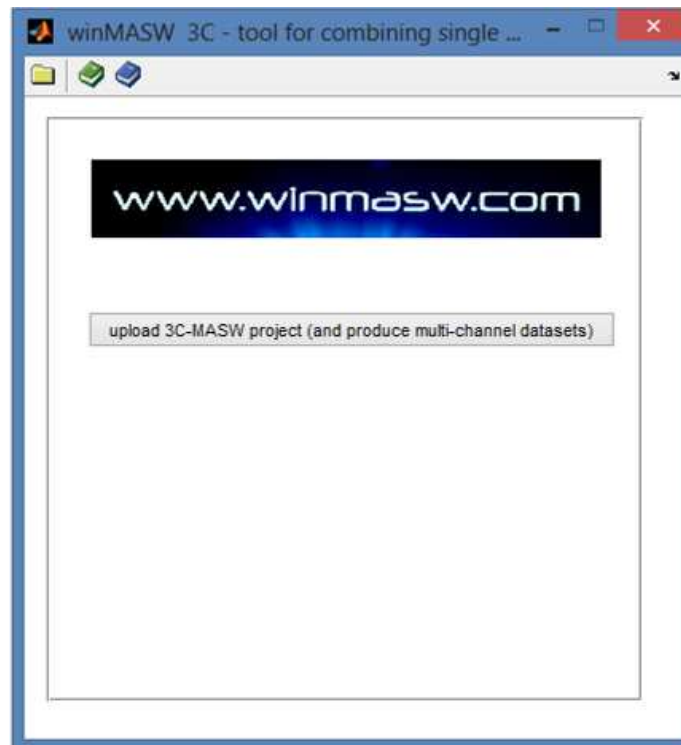 winMASW 3C - tool for combining single ...
www.winmasw.com
upload 3C-MASW project (and produce multi-channel datasets)